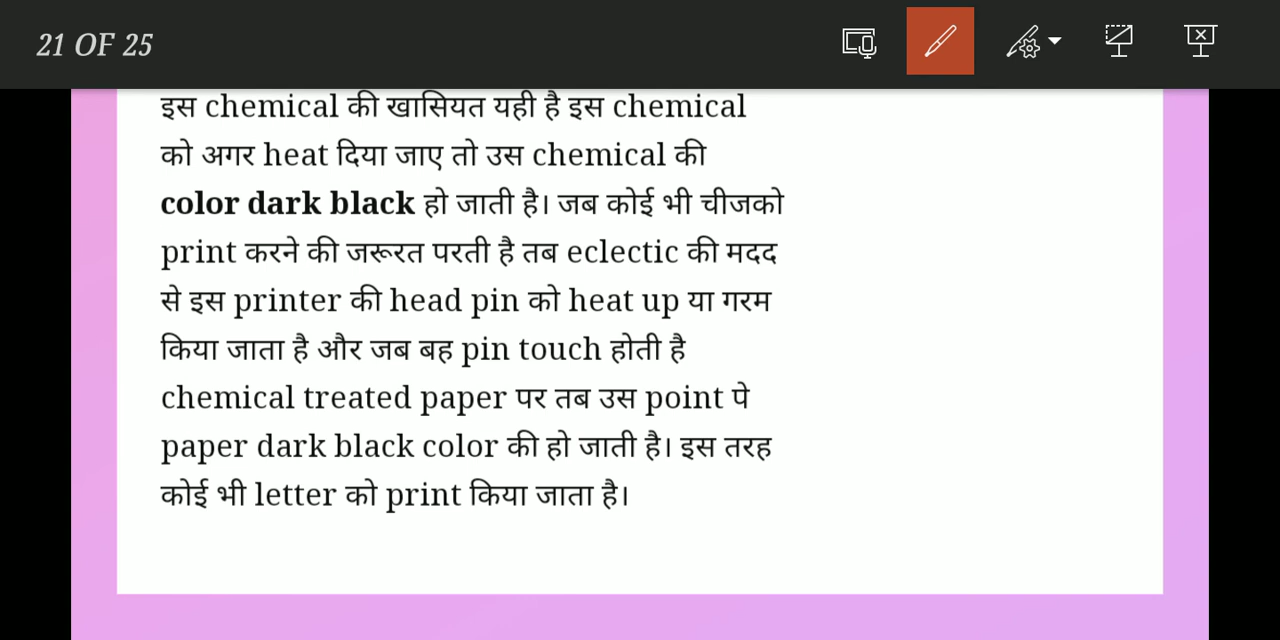 21 OF 25
इस chemical की खासियत यही है इस chemical
को अगर heat दिया जाए तो उस chemical की
color dark black हो जाती है। जब कोई भी चीजको
print करने की जरूरत परती है तब eclectic की मदद
से इस printer की head pin को heat up या गरम
किया जाता है और जब बह pin touch होती है
chemical treated paper पर तब उस point पे
paper dark black color की हो जाती है। इस तरह
कोई भी letter को print किया जाता है।